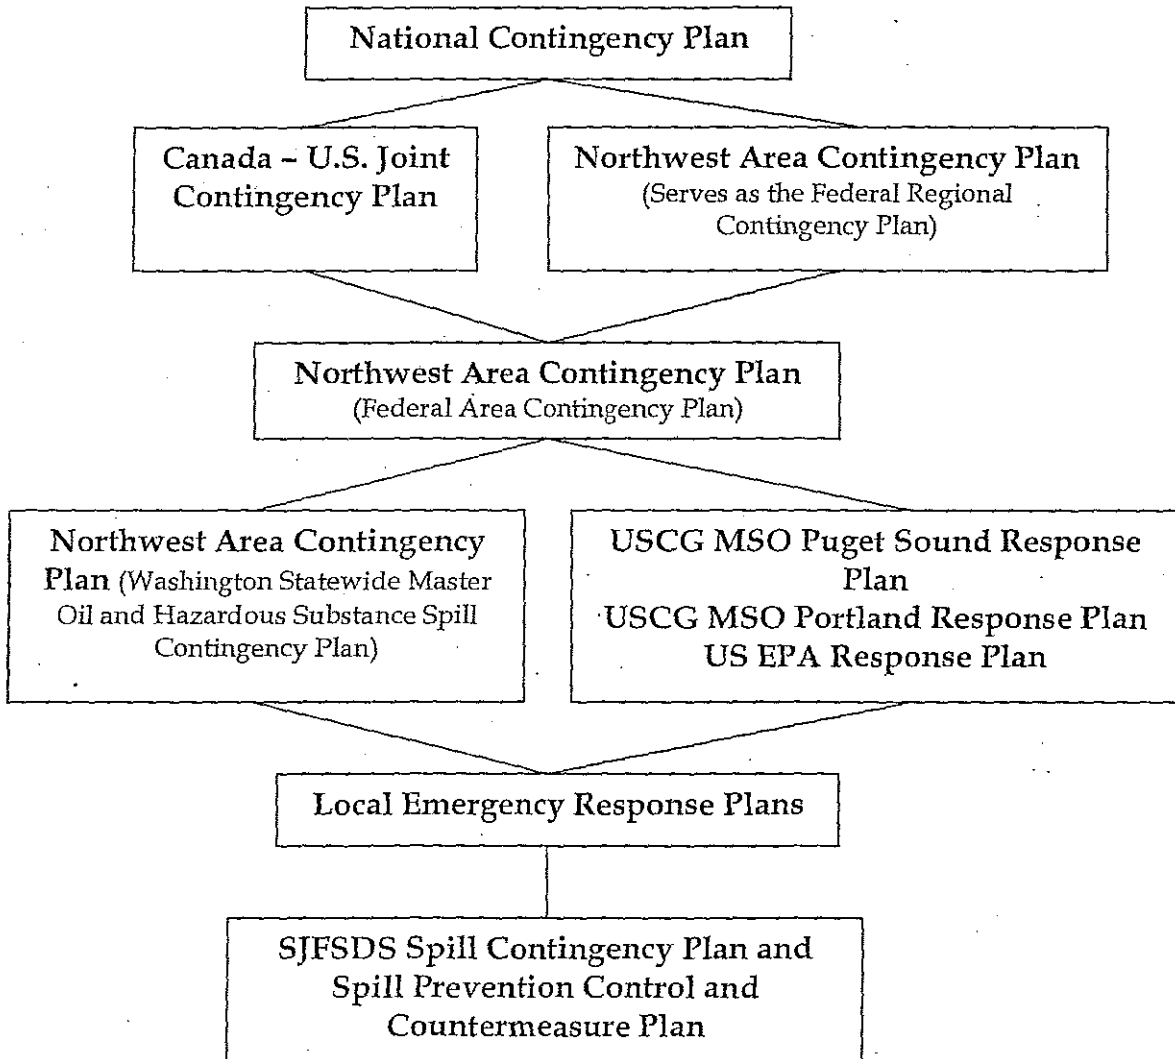 National Contingency Plan
Canada – U.S. Joint
Contingency Plan
Northwest Area Contingency Plan
(Serves as the Federal Regional
Contingency Plan)
Northwest Area Contingency Plan
(Federal Area Contingency Plan)
Northwest Area Contingency
Plan (Washington Statewide Master
Oil and Hazardous Substance Spill
Contingency Plan)
USCG MSO Puget Sound Response
Plan
USCG MSO Portland Response Plan
US EPA Response Plan
Local Emergency Response Plans
SJFSDS Spill Contingency Plan and
Spill Prevention Control and
Countermeasure Plan